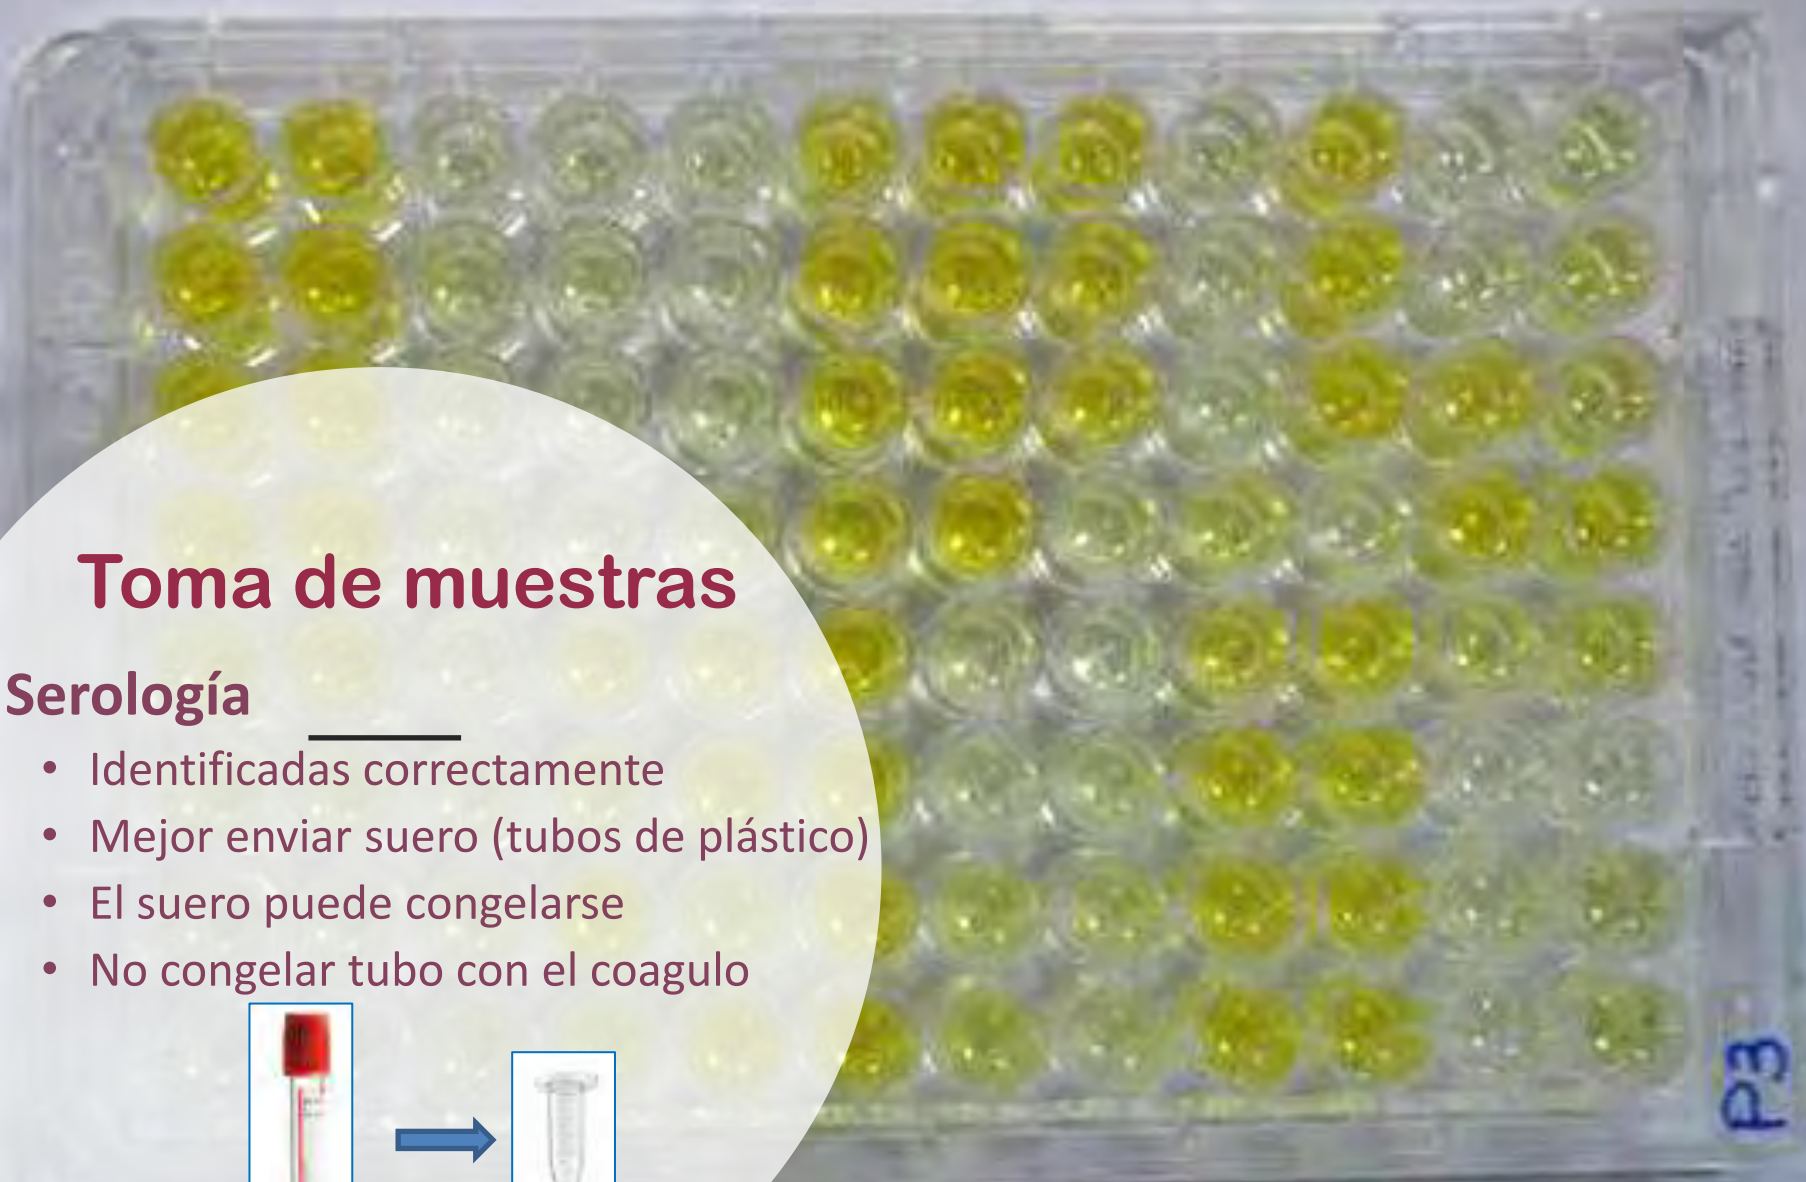 Toma de muestras
Serología
• Identificadas correctamente
• Mejor enviar suero (tubos de plástico)
• El suero puede congelarse
• No congelar tubo con el coagulo
P3